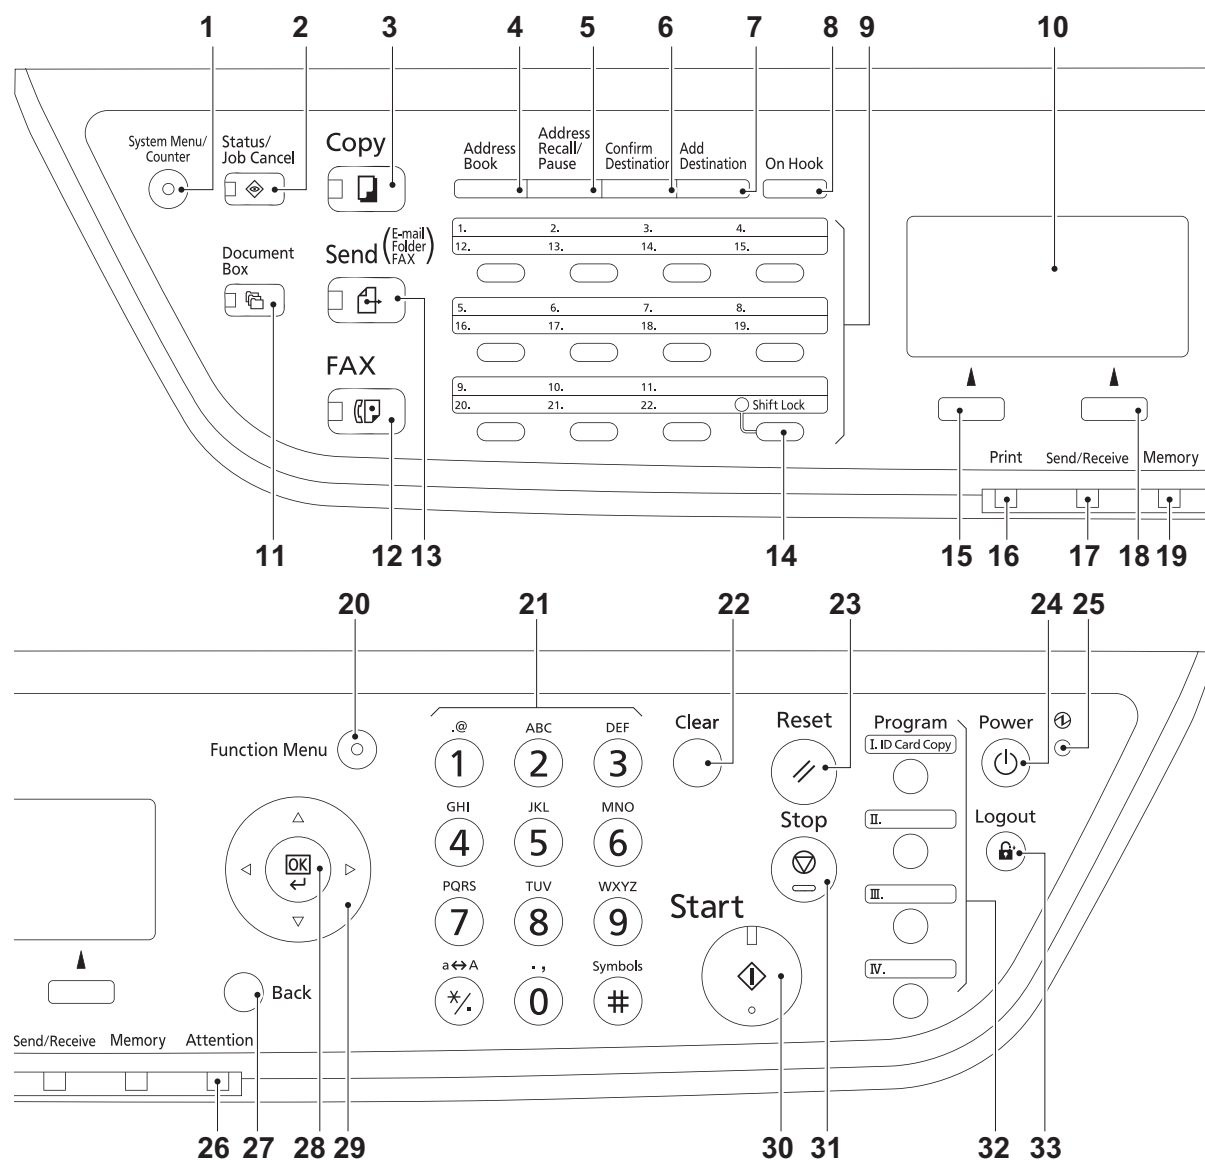 1 2 3 4 5 6 7 8 9 10
System Menu/
Counter
Status/
Job Cancel
Copy
Address
Book
Address
Recall/
Pause
Confirm
Destination
Add
Destination
On Hook
1. 2. 3. 4.
12. 13. 14. 15.
Document
Box
Send (E-mail
Folder
FAX)
5. 6. 7. 8.
16. 17. 18. 19.
FAX
9. 10. 11.
20. 21. 22. Shift Lock
Print Send/Receive Memory
11 12 13 14 15 16 17 18 19
20 21 22 23 24 25
Function Menu
.@ ABC DEF
1 2 3
GHI JKL MNO
4 5 6
PQRS TUV WXYZ
7 8 9
a↔A . , Symbols
*/. 0 #
Clear
Reset
Stop
Start
Program
I. ID Card Copy
II.
III.
IV.
Power
Logout
OK
Back
Send/Receive Memory Attention
26 27 28 29 30 31 32 33